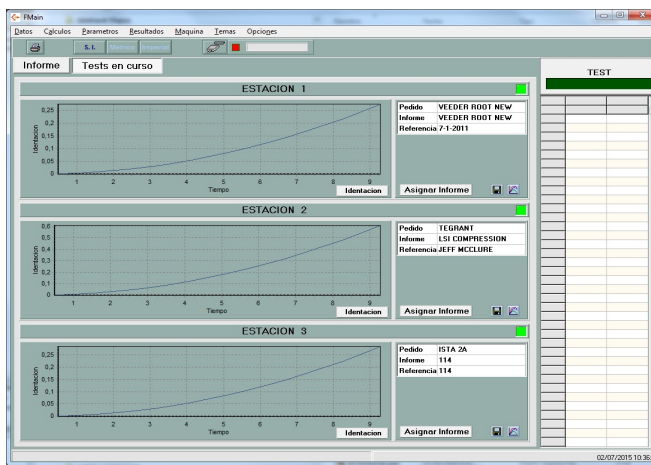 FMain
Datos Calculos Parametros Resultados Maquina Temas Opciones
S. I. Metrico Imperial
Informe Tests en curso
TEST
ESTACION 1
Identacion
0,25
0,2
0,15
0,1
0,05
0
1 2 3 4 5 6 7 8 9
Tiempo
Identacion
Pedido VEEDER ROOT NEW
Informe VEEDER ROOT NEW
Referencia 7-1-2011
Asignar Informe
ESTACION 2
Identacion
0,6
0,5
0,4
0,3
0,2
0,1
0
1 2 3 4 5 6 7 8 9
Tiempo
Identacion
Pedido TEGRANT
Informe LSI COMPRESSION
Referencia JEFF MCCLURE
Asignar Informe
ESTACION 3
Identacion
0,25
0,2
0,15
0,1
0,05
0
1 2 3 4 5 6 7 8 9
Tiempo
Identacion
Pedido ISTA 2A
Informe 114
Referencia 114
Asignar Informe
02/07/2015 10:36